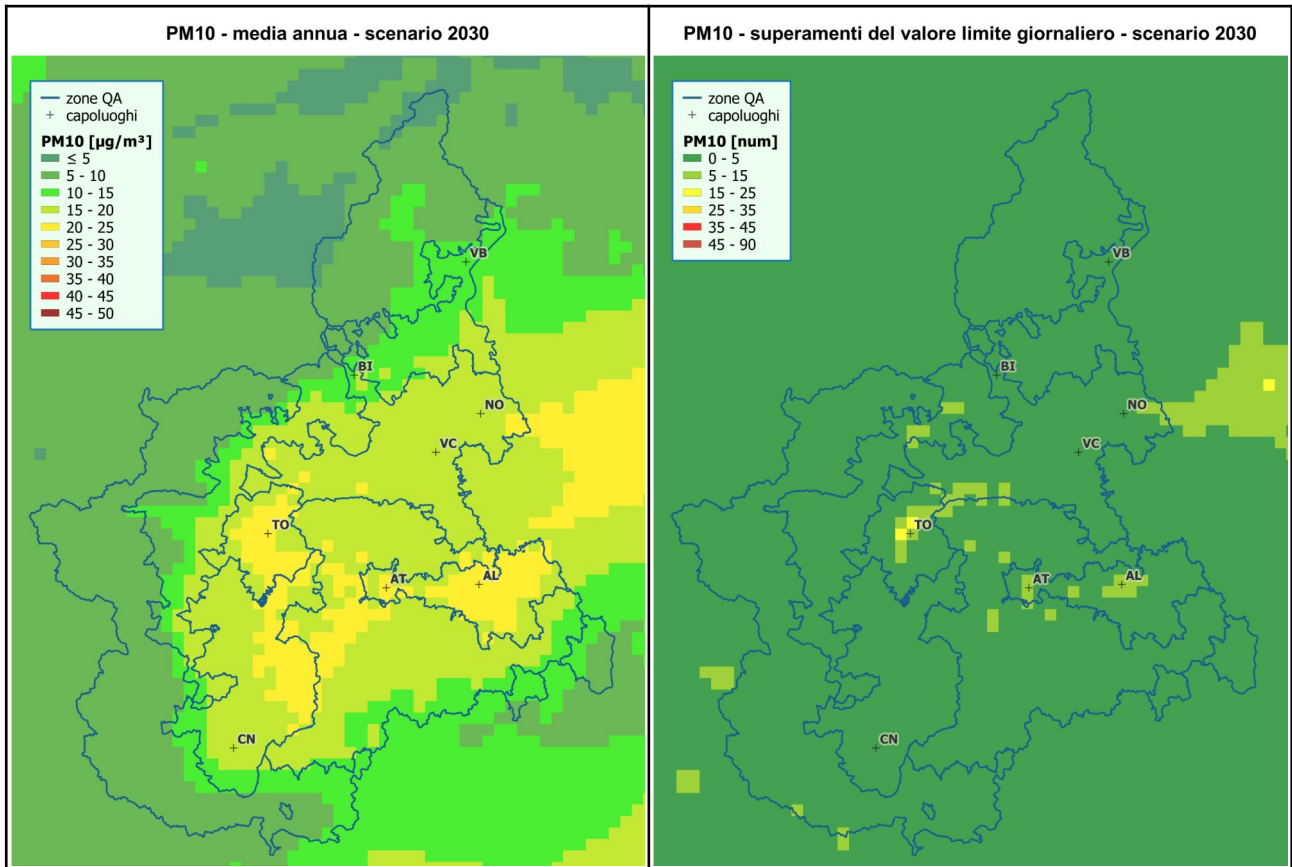 PM10 - media annua - scenario 2030
zone QA
capoluoghi
PM10 [µg/m³]
≤ 5
5 - 10
10 - 15
15 - 20
20 - 25
25 - 30
30 - 35
35 - 40
40 - 45
45 - 50
VB
BI
NO
VC
TO
AT
AL
CN
PM10 - superamenti del valore limite giornaliero - scenario 2030
zone QA
capoluoghi
PM10 [num]
0 - 5
5 - 15
15 - 25
25 - 35
35 - 45
45 - 90
VB
BI
NO
VC
TO
AT
AL
CN